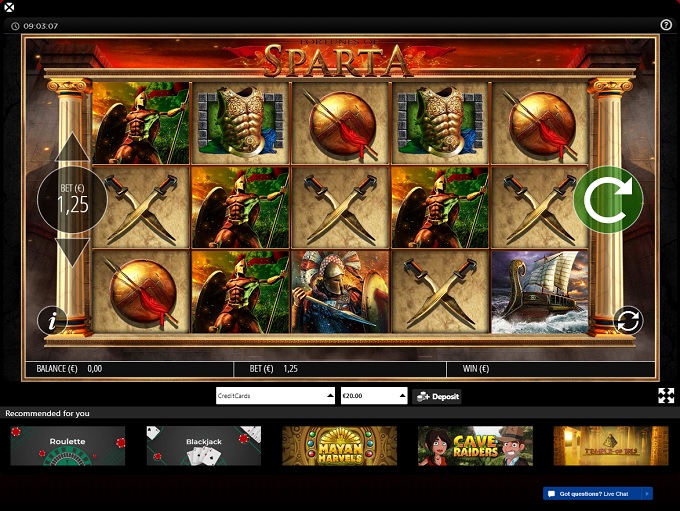 09:03:07
?
FORTUNES OF
SPARTA
BET (€)
1,25
i
BALANCE (€) 0,00
BET (€) 1,25
WIN (€)
CreditCards
€20.00
Deposit
Recommended for you
Roulette
Blackjack
MAYAN
MARVELS
CAVE
RAIDERS
TEMPLE OF ISIS
Got questions? Live Chat